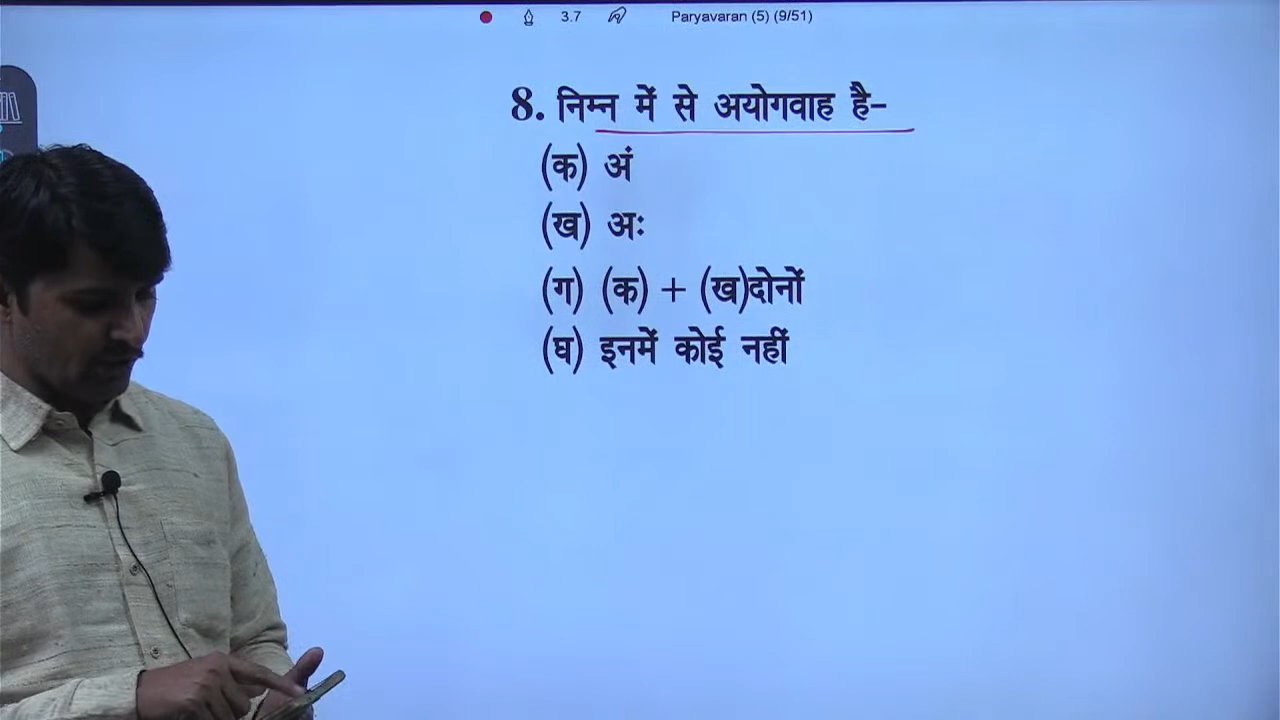 3.7 Paryavaran (5) (9/51)
8. निम्न में से अयोगवाह है-
(क) अं
(ख) अः
(ग) (क) + (ख)दोनों
(घ) इनमें कोई नहीं